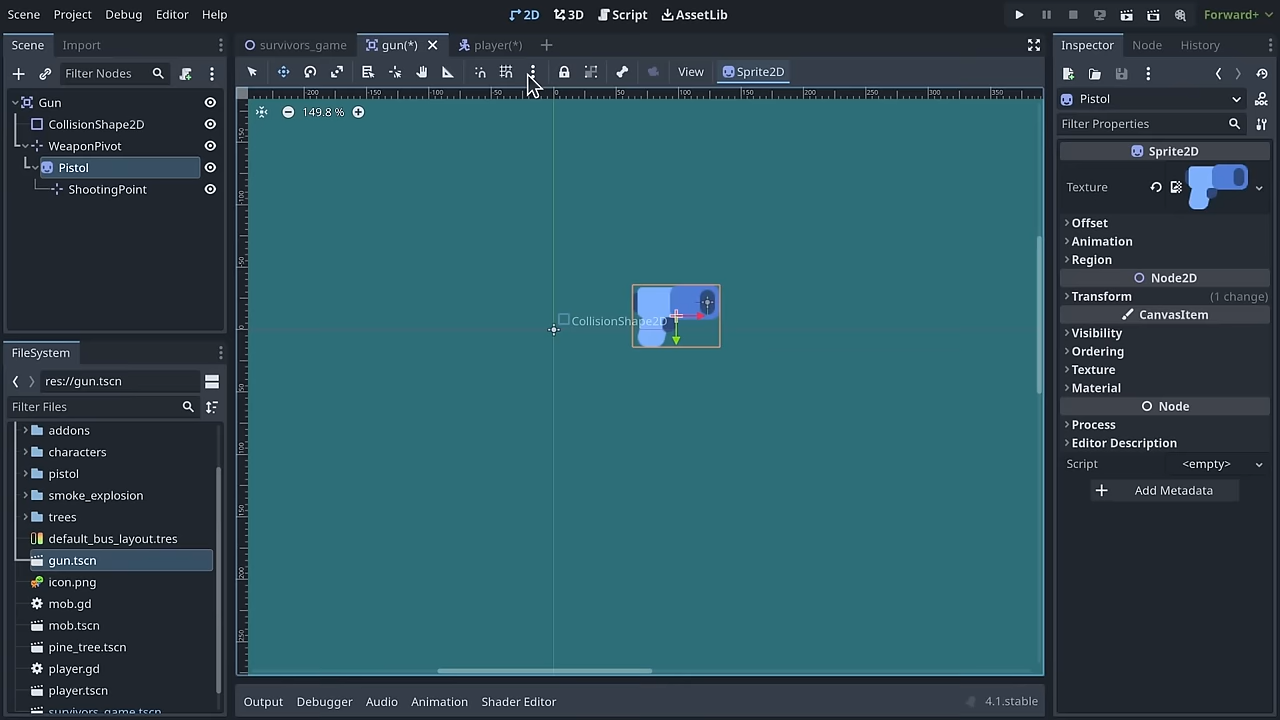 Scene Project Debug Editor Help 2D 3D Script AssetLib Forward+
Scene Import survivors_game gun(*) player(*) Inspector Node History
Filter Nodes View Sprite2D
Gun
CollisionShape2D
WeaponPivot
Pistol
ShootingPoint
149.8 %
CollisionShape2D
Pistol
Filter Properties
Sprite2D
Texture
Offset
Animation
Region
Node2D
Transform (1 change)
CanvasItem
Visibility
Ordering
Texture
Material
Node
Process
Editor Description
Script <empty>
Add Metadata
FileSystem
res://gun.tscn
Filter Files
addons
characters
pistol
smoke_explosion
trees
default_bus_layout.tres
gun.tscn
icon.png
mob.gd
mob.tscn
pine_tree.tscn
player.gd
player.tscn
survivors_game.tscn
Output Debugger Audio Animation Shader Editor 4.1.stable